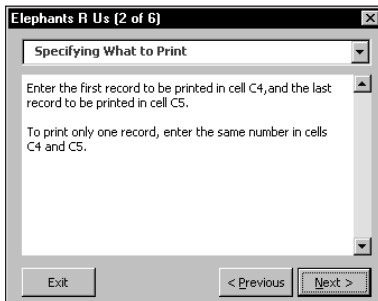 Elephants R Us (2 of 6)
Specifying What to Print
Enter the first record to be printed in cell C4,and the last
record to be printed in cell C5.
To print only one record, enter the same number in cells
C4 and C5.
Exit
< Previous
Next >